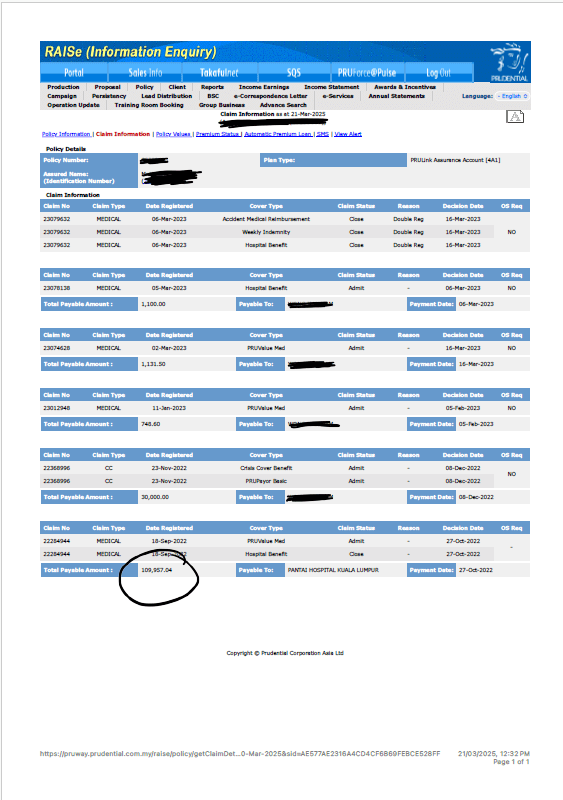 RAISe (Information Enquiry)
PRUDENTIAL
Portal Sales Info Takafulnet SQS PRUForce@Pulse Log Out
Production Proposal Policy Client Reports Income Earnings Income Statement Awards & Incentives
Campaign Persistency Lead Distribution BSC e-Correspondence Letter e-Services Annual Statements Language: - English
Operation Update Training Room Booking Group Business Advance Search
Claim Information as at 21-Mar-2025
Policy Information | Claim Information | Policy Values | Premium Status | Automatic Premium Loan | SMS | View Alert
Policy Details
Policy Number: Plan Type: PRULink Assurance Account [4A1]
Assured Name:
(Identification Number)
Claim Information
Claim No Claim Type Date Registered Cover Type Claim Status Reason Decision Date OS Req
23079632 MEDICAL 06-Mar-2023 Accident Medical Reimbursement Close Double Reg 16-Mar-2023
23079632 MEDICAL 06-Mar-2023 Weekly Indemnity Close Double Reg 16-Mar-2023 NO
23079632 MEDICAL 06-Mar-2023 Hospital Benefit Close Double Reg 16-Mar-2023
Claim No Claim Type Date Registered Cover Type Claim Status Reason Decision Date OS Req
23078138 MEDICAL 05-Mar-2023 Hospital Benefit Admit - 06-Mar-2023 NO
Total Payable Amount : 1,100.00 Payable To: Payment Date: 06-Mar-2023
Claim No Claim Type Date Registered Cover Type Claim Status Reason Decision Date OS Req
23074628 MEDICAL 02-Mar-2023 PRUValue Med Admit - 16-Mar-2023 NO
Total Payable Amount : 1,131.50 Payable To: Payment Date: 16-Mar-2023
Claim No Claim Type Date Registered Cover Type Claim Status Reason Decision Date OS Req
23012948 MEDICAL 11-Jan-2023 PRUValue Med Admit - 05-Feb-2023 NO
Total Payable Amount : 748.60 Payable To: Payment Date: 05-Feb-2023
Claim No Claim Type Date Registered Cover Type Claim Status Reason Decision Date OS Req
22368996 CC 23-Nov-2022 Crisis Cover Benefit Admit - 08-Dec-2022 NO
22368996 CC 23-Nov-2022 PRUPayor Basic Admit - 08-Dec-2022
Total Payable Amount : 30,000.00 Payable To: Payment Date: 08-Dec-2022
Claim No Claim Type Date Registered Cover Type Claim Status Reason Decision Date OS Req
22284944 MEDICAL 18-Sep-2022 PRUValue Med Admit - 27-Oct-2022 -
22284944 MEDICAL 18-Sep-2022 Hospital Benefit Close - 27-Oct-2022
Total Payable Amount : 109,957.04 Payable To: PANTAI HOSPITAL KUALA LUMPUR Payment Date: 27-Oct-2022
Copyright © Prudential Corporation Asia Ltd
https://pruway.prudential.com.my/raise/policy/getClaimDet...0-Mar-2025&sid=AE577AE2316A4CD4CF6B69FEBCE528FF 21/03/2025, 12:32 PM
Page 1 of 1